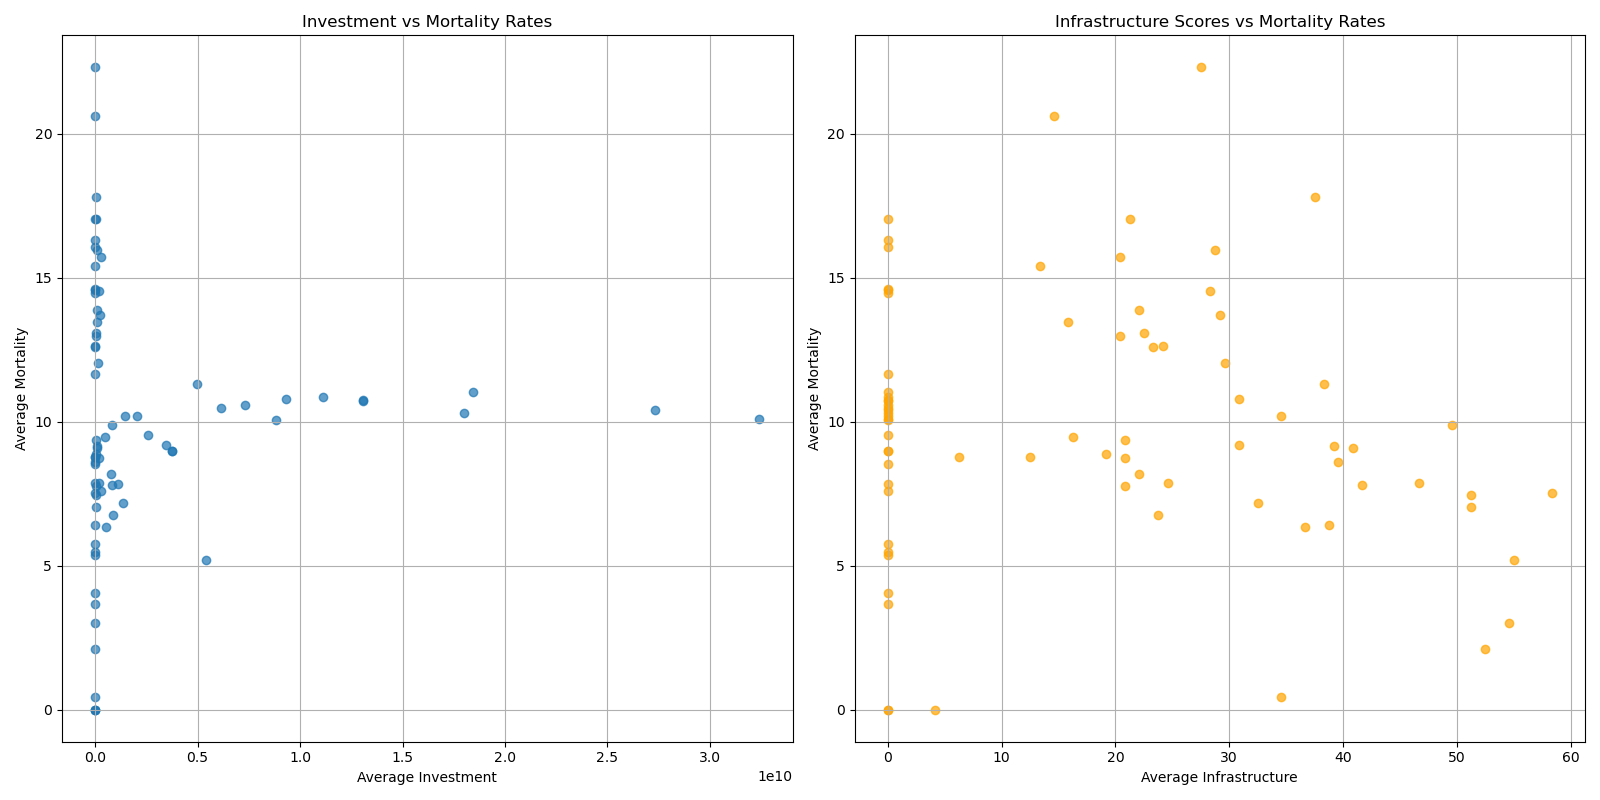 Investment vs Mortality Rates
Average Mortality
20
15
10
5
0
0.0 0.5 1.0 1.5 2.0 2.5 3.0
1e10
Average Investment
Infrastructure Scores vs Mortality Rates
Average Mortality
20
15
10
5
0
0 10 20 30 40 50 60
Average Infrastructure